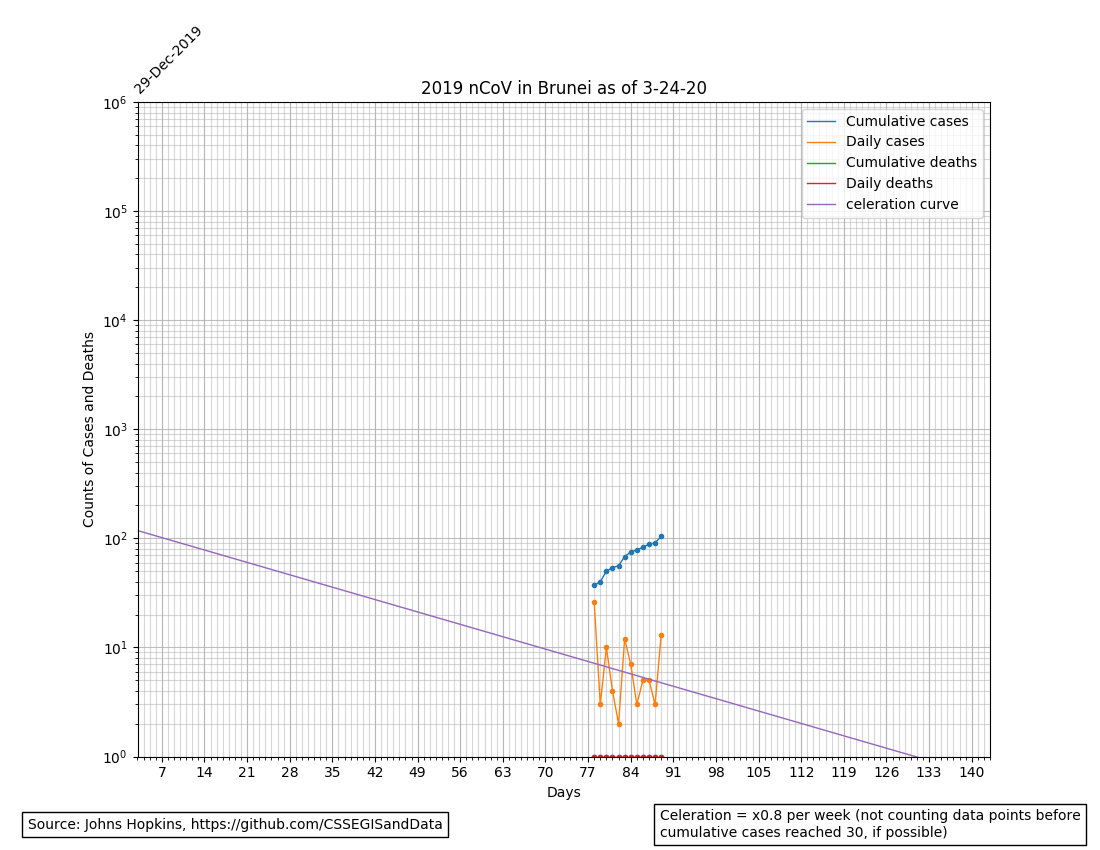 29-Dec-2019
2019 nCoV in Brunei as of 3-24-20
Cumulative cases
Daily cases
Cumulative deaths
Daily deaths
celeration curve
Counts of Cases and Deaths
10^6
10^5
10^4
10^3
10^2
10^1
10^0
7 14 21 28 35 42 49 56 63 70 77 84 91 98 105 112 119 126 133 140
Days
Source: Johns Hopkins, https://github.com/CSSEGISandData
Celeration = x0.8 per week (not counting data points before
cumulative cases reached 30, if possible)